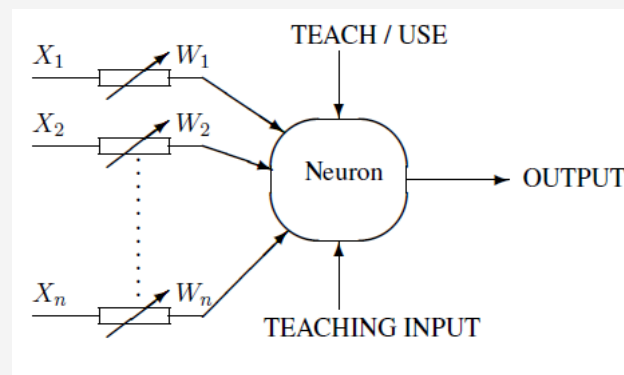 TEACH / USE
X1 W1
X2 W2
Neuron
OUTPUT
Xn Wn
TEACHING INPUT